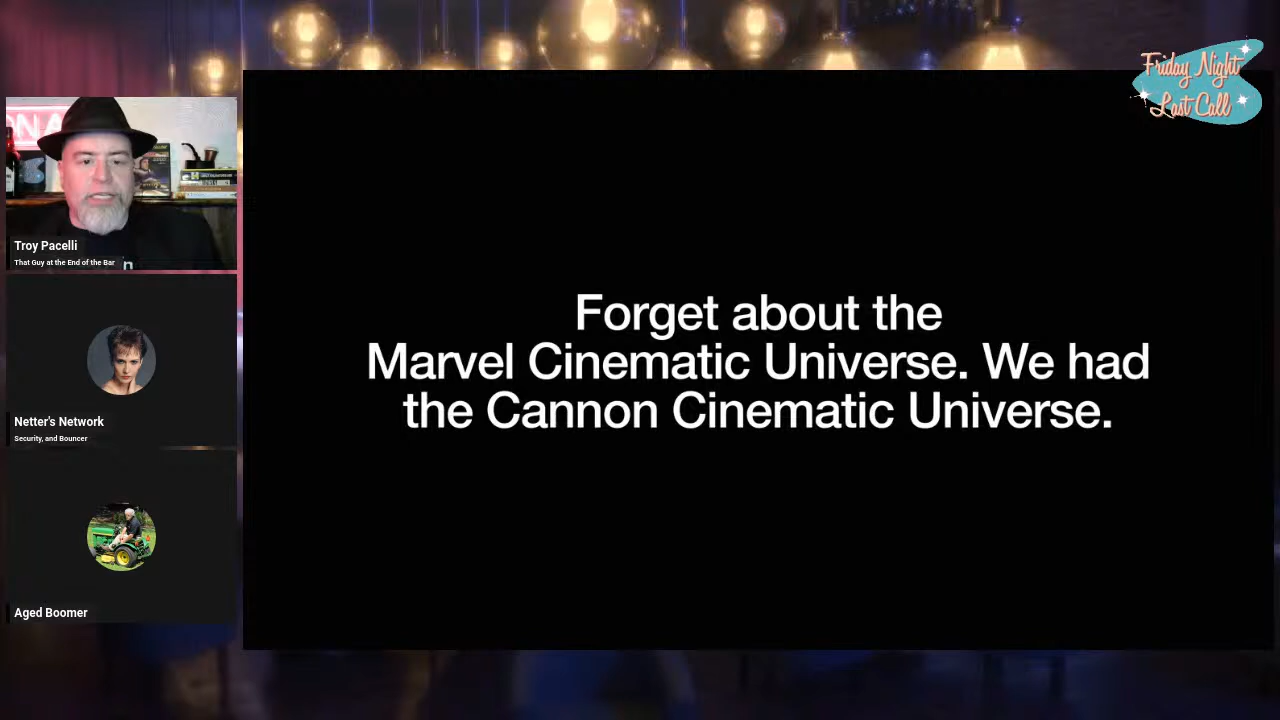 Friday Night
Last Call
Troy Pacelli
That Guy at the End of the Bar
Netter's Network
Security, and Bouncer
Aged Boomer
Forget about the
Marvel Cinematic Universe. We had
the Cannon Cinematic Universe.